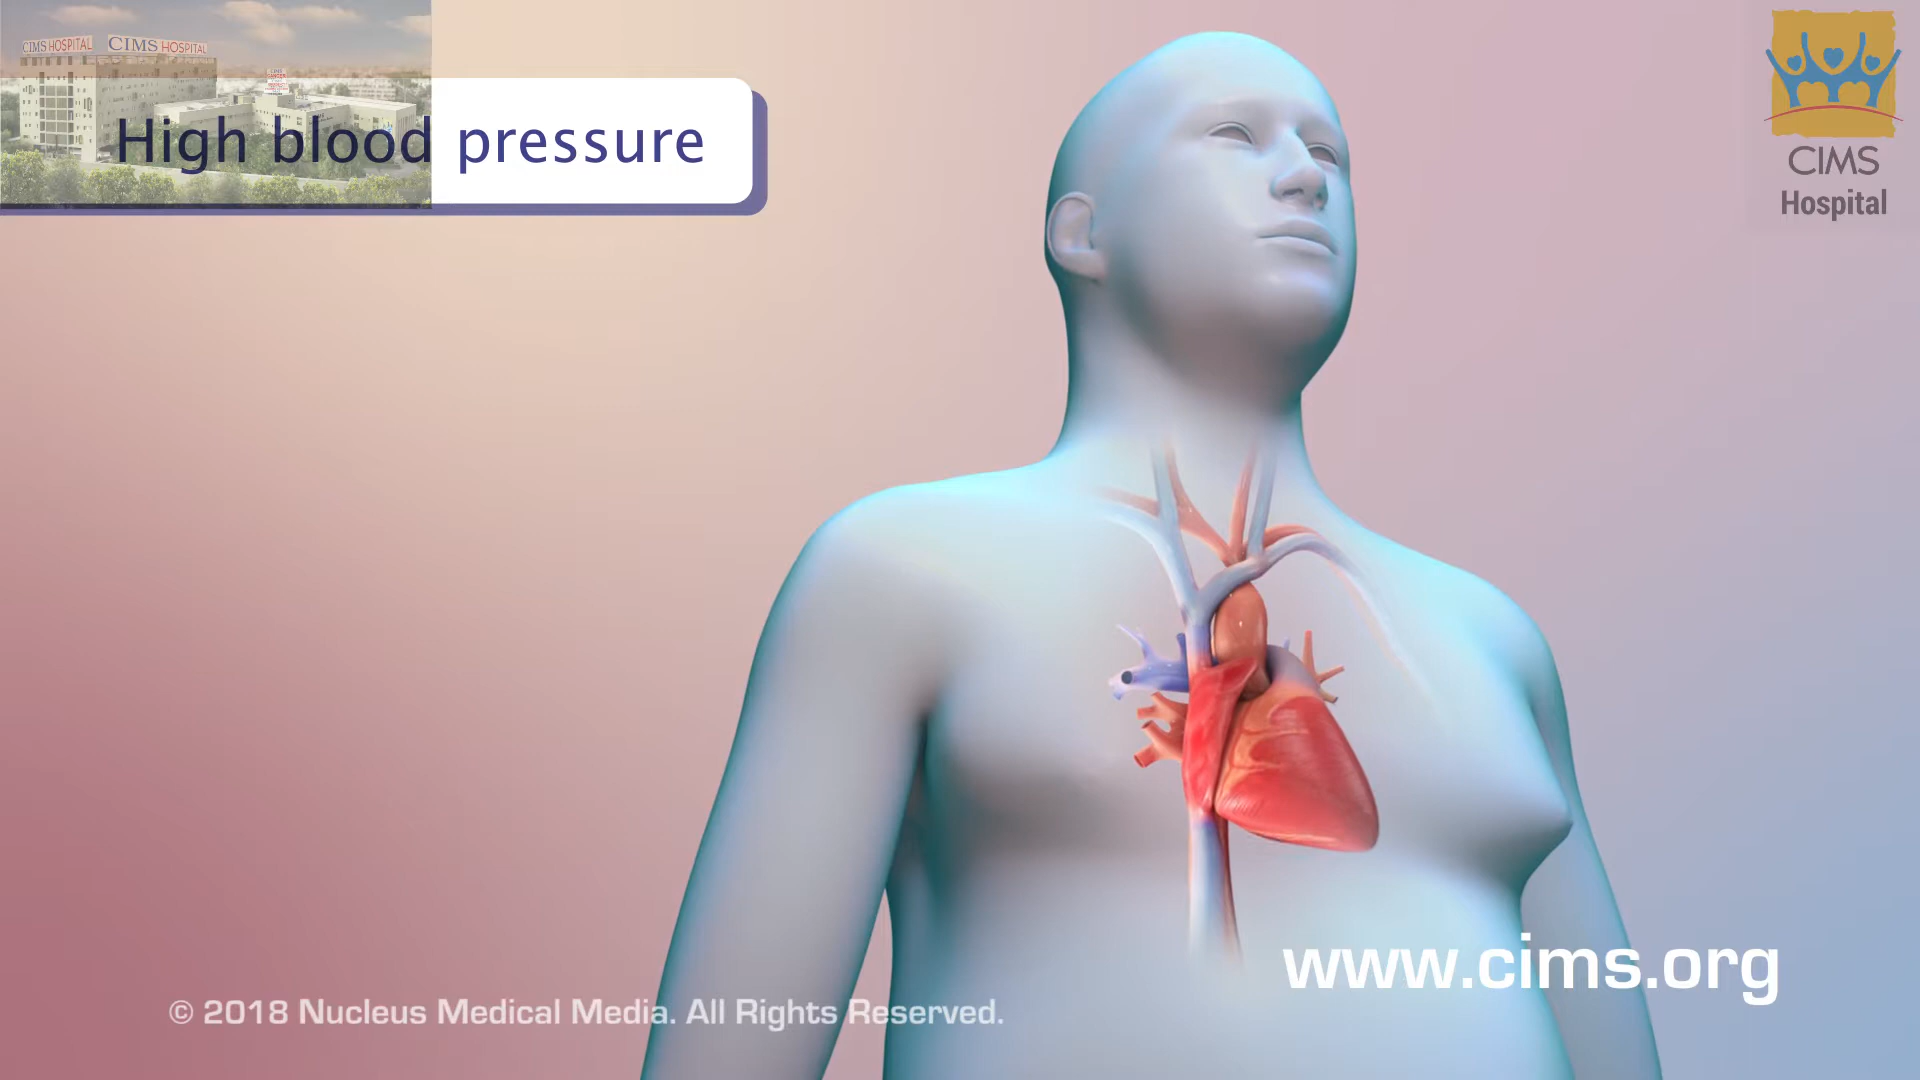 CIMS HOSPITAL CIMS HOSPITAL
High blood pressure
CIMS
Hospital
www.cims.org
© 2018 Nucleus Medical Media. All Rights Reserved.